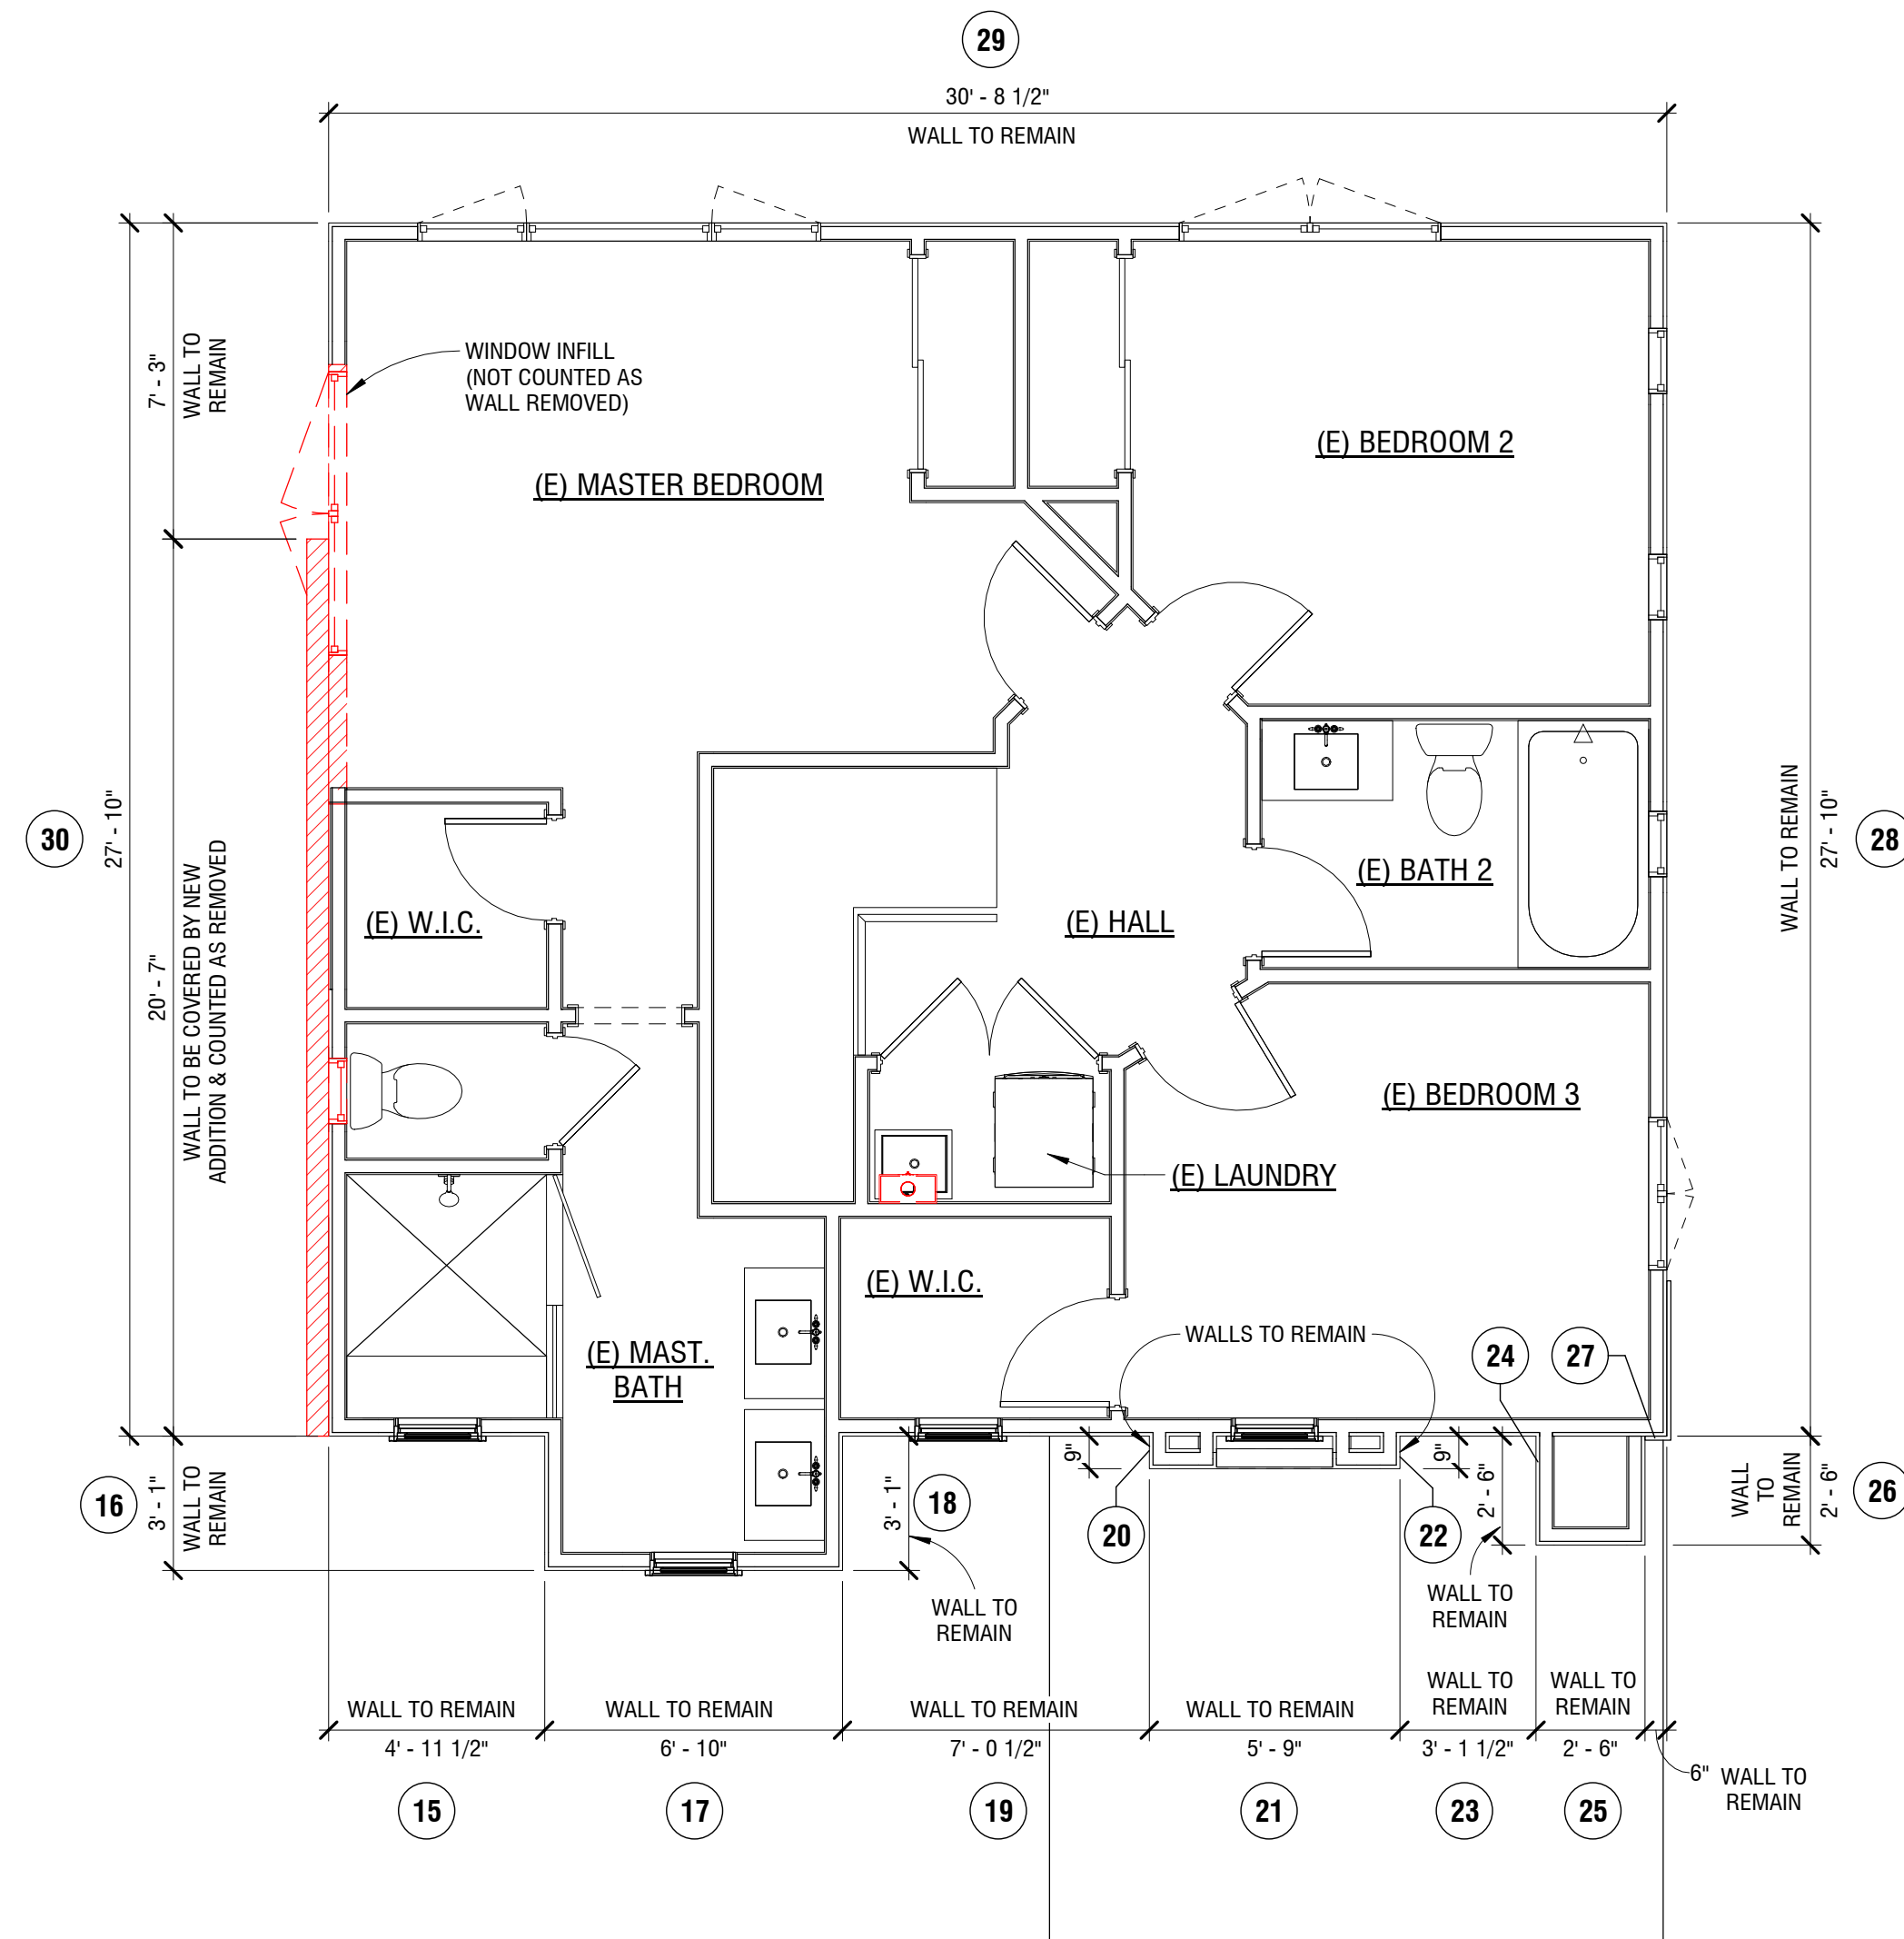 29
30' - 8 1/2"
WALL TO REMAIN
7' - 3"
WALL TO
REMAIN
WINDOW INFILL
(NOT COUNTED AS
WALL REMOVED)
(E) MASTER BEDROOM
(E) BEDROOM 2
30
27' - 10"
20' - 7"
WALL TO BE COVERED BY NEW
ADDITION & COUNTED AS REMOVED
(E) W.I.C.
(E) HALL
(E) BATH 2
WALL TO REMAIN
27' - 10"
28
(E) BEDROOM 3
(E) LAUNDRY
(E) W.I.C.
(E) MAST.
BATH
WALLS TO REMAIN
24
27
16
3' - 1"
WALL TO
REMAIN
3' - 1"
18
WALL TO
REMAIN
9"
20
9"
22
2' - 6"
WALL TO
REMAIN
WALL
TO
REMAIN
2' - 6"
26
WALL TO REMAIN
4' - 11 1/2"
15
WALL TO REMAIN
6' - 10"
17
WALL TO REMAIN
7' - 0 1/2"
19
WALL TO REMAIN
5' - 9"
21
WALL TO
REMAIN
3' - 1 1/2"
23
WALL TO
REMAIN
2' - 6"
25
6"
WALL TO
REMAIN